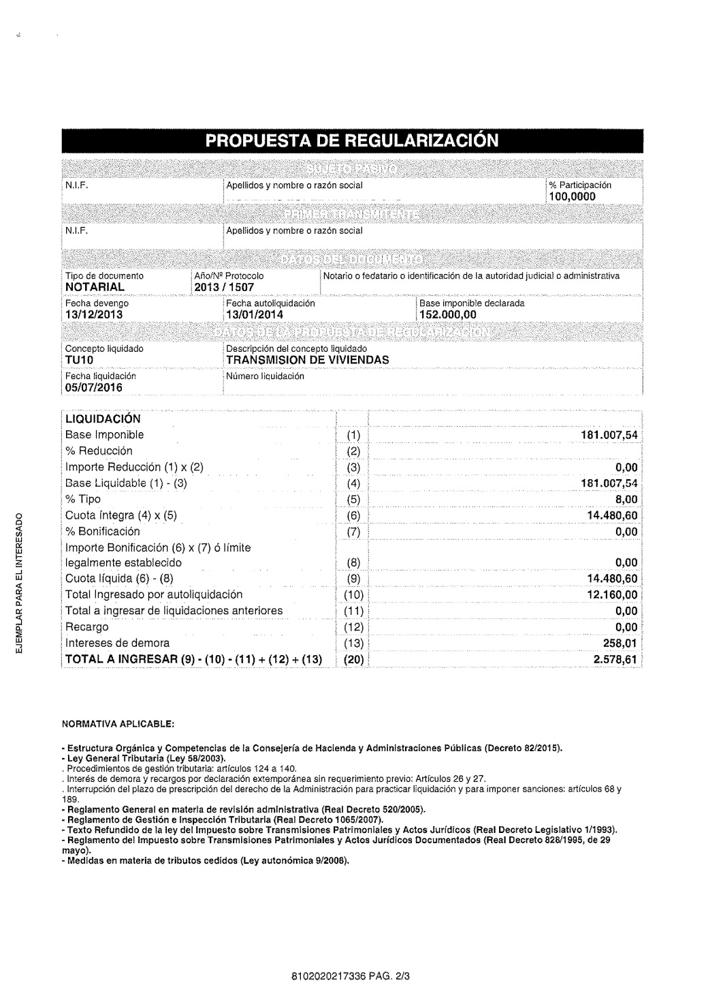 PROPUESTA DE REGULARIZACIÓN
SUJETO PASIVO
N.I.F. Apellidos y nombre o razón social % Participación
100,0000
PRIMER TRANSMITENTE
N.I.F. Apellidos y nombre o razón social
DATOS DEL DOCUMENTO
Tipo de documento Año/Nº Protocolo Notario o fedatario o identificación de la autoridad judicial o administrativa
NOTARIAL 2013 / 1507
Fecha devengo Fecha autoliquidación Base imponible declarada
13/12/2013 13/01/2014 152.000,00
DATOS DE LA PROPUESTA DE REGULARIZACIÓN
Concepto liquidado Descripción del concepto liquidado
TU10 TRANSMISION DE VIVIENDAS
Fecha liquidación Número liquidación
05/07/2016
LIQUIDACIÓN
Base Imponible (1) 181.007,54
% Reducción (2)
Importe Reducción (1) x (2) (3) 0,00
Base Liquidable (1) - (3) (4) 181.007,54
% Tipo (5) 8,00
Cuota íntegra (4) x (5) (6) 14.480,60
% Bonificación (7) 0,00
Importe Bonificación (6) x (7) ó límite
legalmente establecido (8) 0,00
Cuota líquida (6) - (8) (9) 14.480,60
Total Ingresado por autoliquidación (10) 12.160,00
Total a ingresar de liquidaciones anteriores (11) 0,00
Recargo (12) 0,00
Intereses de demora (13) 258,01
TOTAL A INGRESAR (9) - (10) - (11) + (12) + (13) (20) 2.578,61
EJEMPLAR PARA EL INTERESADO
NORMATIVA APLICABLE:
- Estructura Orgánica y Competencias de la Consejería de Hacienda y Administraciones Públicas (Decreto 82/2015).
- Ley General Tributaria (Ley 58/2003).
. Procedimientos de gestión tributaria: artículos 124 a 140.
. Interés de demora y recargos por declaración extemporánea sin requerimiento previo: Artículos 26 y 27.
. Interrupción del plazo de prescripción del derecho de la Administración para practicar liquidación y para imponer sanciones: artículos 68 y
189.
- Reglamento General en materia de revisión administrativa (Real Decreto 520/2005).
- Reglamento de Gestión e Inspección Tributaria (Real Decreto 1065/2007).
- Texto Refundido de la ley del Impuesto sobre Transmisiones Patrimoniales y Actos Jurídicos (Real Decreto Legislativo 1/1993).
- Reglamento del Impuesto sobre Transmisiones Patrimoniales y Actos Jurídicos Documentados (Real Decreto 828/1995, de 29
mayo).
- Medidas en materia de tributos cedidos (Ley autonómica 9/2008).
8102020217336 PAG. 2/3